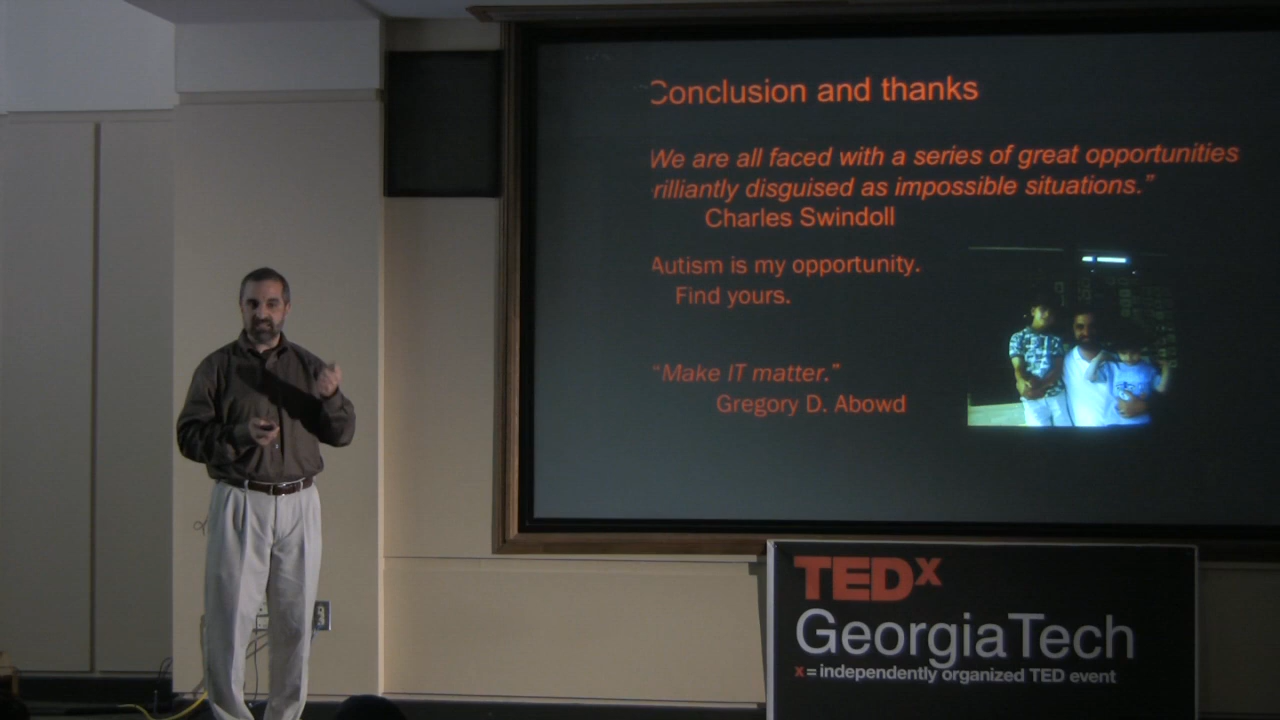 Conclusion and thanks
We are all faced with a series of great opportunities
rilliantly disguised as impossible situations.”
Charles Swindoll
Autism is my opportunity.
Find yours.
“Make IT matter.”
Gregory D. Abowd
TEDx
GeorgiaTech
x = independently organized TED event